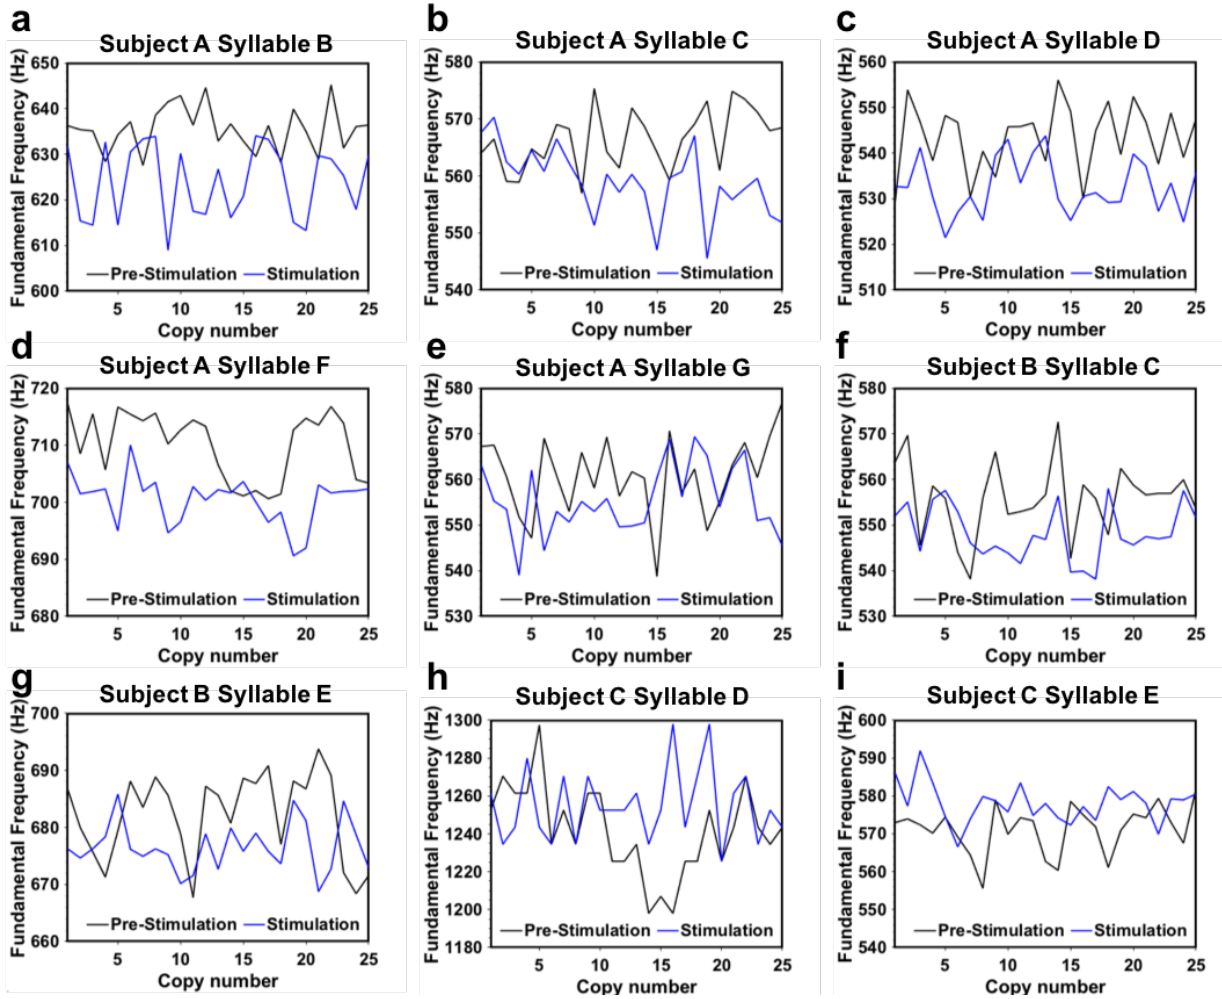 a
Subject A Syllable B
Fundamental Frequency (Hz)
650
640
630
620
610
600
Pre-Stimulation Stimulation
5 10 15 20 25
Copy number
b
Subject A Syllable C
Fundamental Frequency (Hz)
580
570
560
550
540
Pre-Stimulation Stimulation
5 10 15 20 25
Copy number
c
Subject A Syllable D
Fundamental Frequency (Hz)
560
550
540
530
520
510
Pre-Stimulation Stimulation
5 10 15 20 25
Copy number
d
Subject A Syllable F
Fundamental Frequency (Hz)
720
710
700
690
680
Pre-Stimulation Stimulation
5 10 15 20 25
Copy number
e
Subject A Syllable G
Fundamental Frequency (Hz)
580
570
560
550
540
530
Pre-Stimulation Stimulation
5 10 15 20 25
Copy number
f
Subject B Syllable C
Fundamental Frequency (Hz)
580
570
560
550
540
530
Pre-Stimulation Stimulation
5 10 15 20 25
Copy number
g
Subject B Syllable E
Fundamental Frequency (Hz)
700
690
680
670
660
Pre-Stimulation Stimulation
5 10 15 20 25
Copy number
h
Subject C Syllable D
Fundamental Frequency (Hz)
1300
1280
1260
1240
1220
1200
1180
Pre-Stimulation Stimulation
5 10 15 20 25
Copy number
i
Subject C Syllable E
Fundamental Frequency (Hz)
600
590
580
570
560
550
540
Pre-Stimulation Stimulation
5 10 15 20 25
Copy number